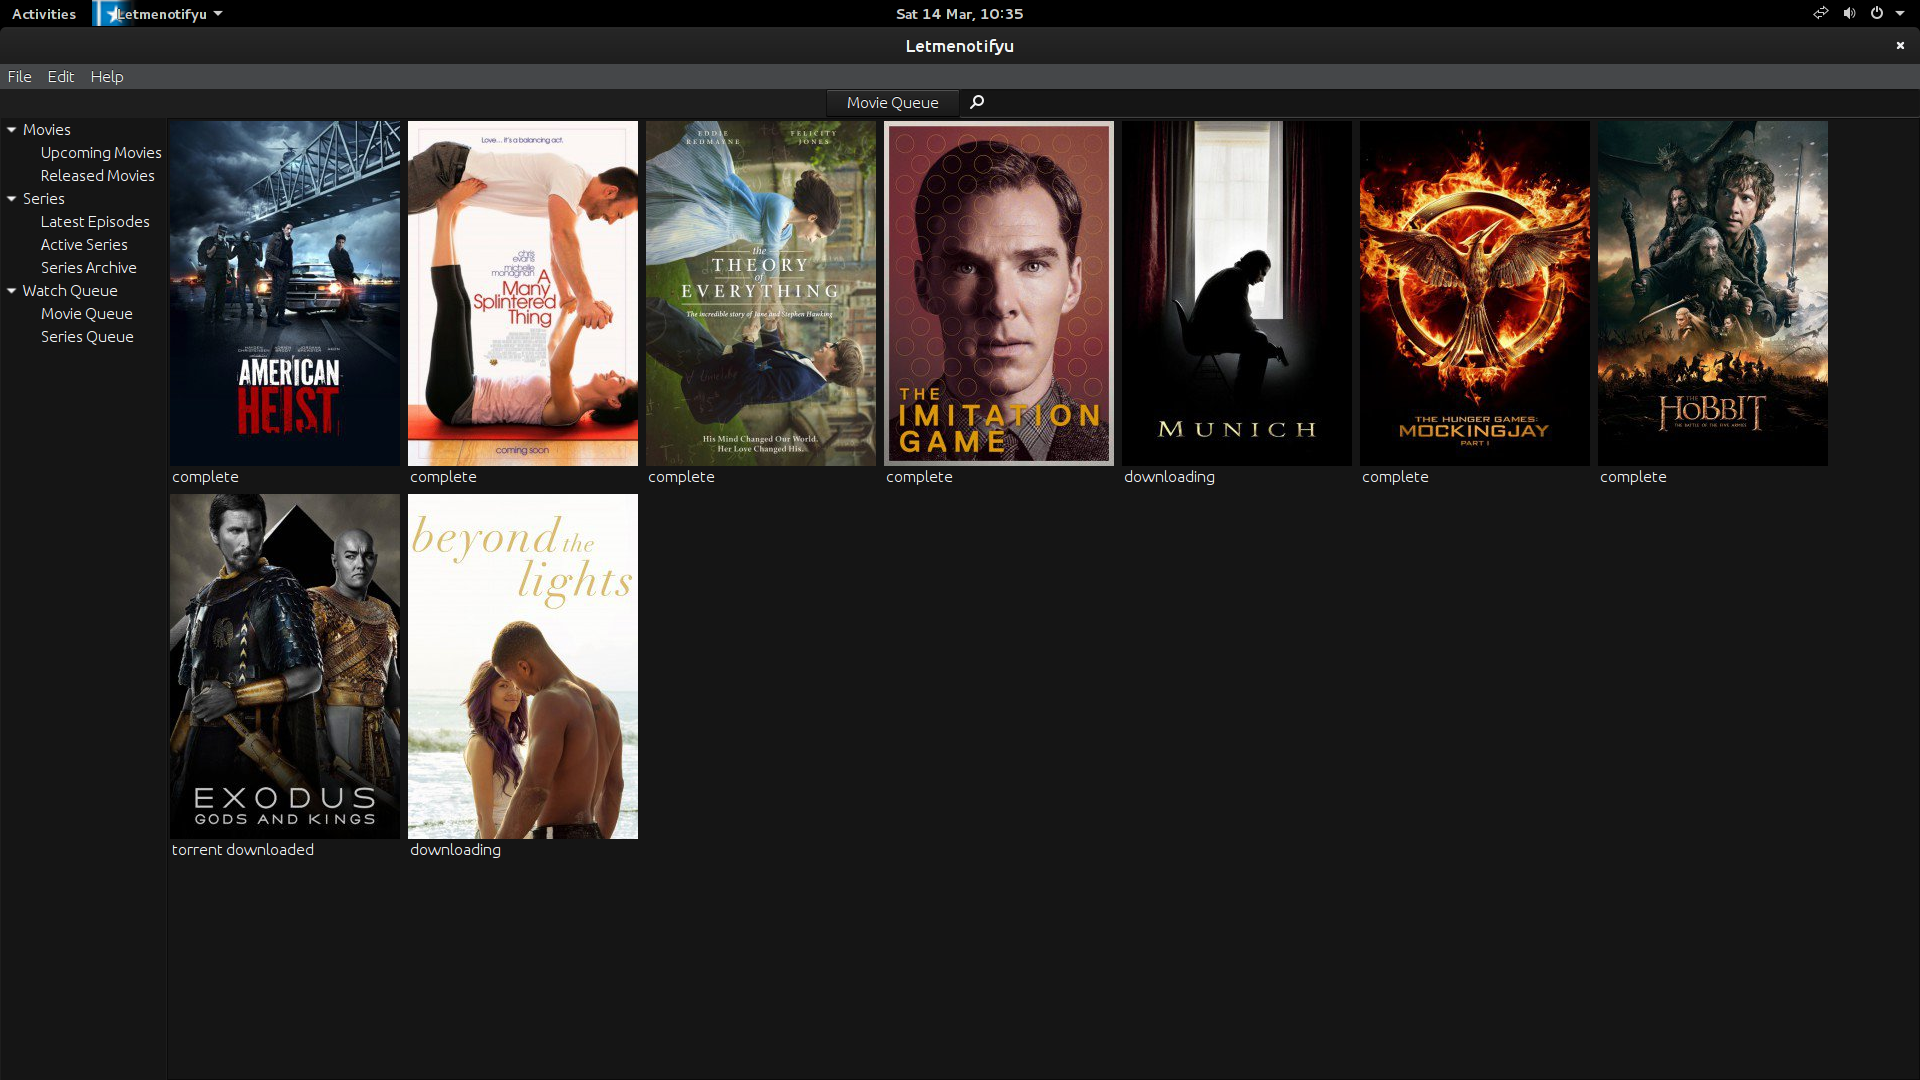 Activities
Letmenotifyu
Sat 14 Mar, 10:35
Letmenotifyu
File Edit Help
Movie Queue
Movies
Upcoming Movies
Released Movies
Series
Latest Episodes
Active Series
Series Archive
Watch Queue
Movie Queue
Series Queue
AMERICAN
HEIST
complete
Love... it's a balancing act.
chris
evans
michelle
monaghan
A
Many
Splintered
Thing
coming soon
complete
EDDIE
REDMAYNE
FELICITY
JONES
the
THEORY
of
EVERYTHING
The incredible story of Jane and Stephen Hawking
His Mind Changed Our World.
Her Love Changed His.
complete
THE
IMITATION
GAME
complete
MUNICH
downloading
THE HUNGER GAMES:
MOCKINGJAY
PART 1
complete
THE
HOBBIT
THE BATTLE OF THE FIVE ARMIES
complete
EXODUS
GODS AND KINGS
torrent downloaded
beyond the
lights
downloading